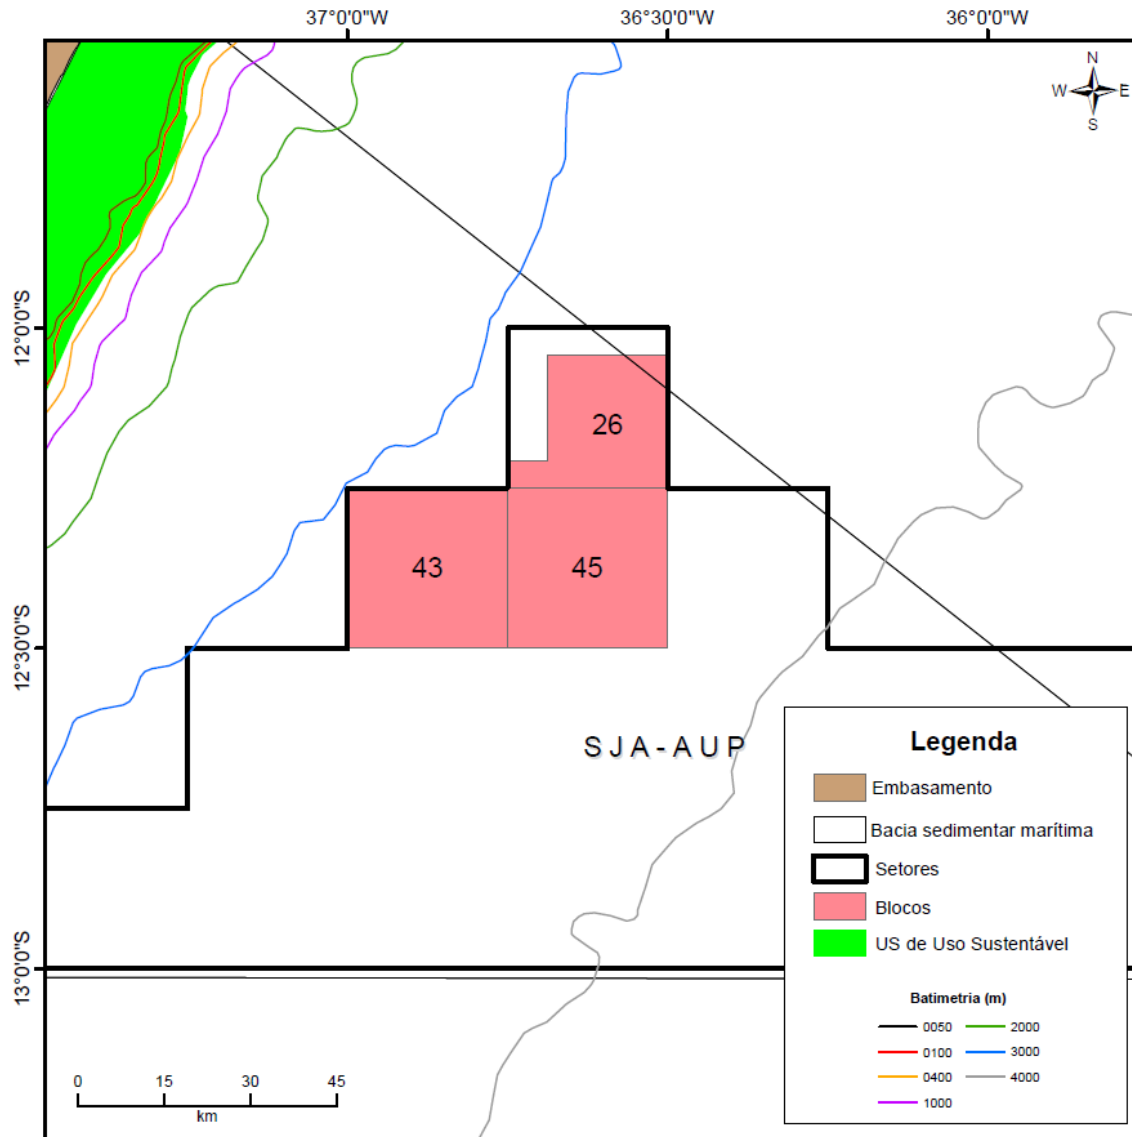 37°0'0"W
36°30'0"W
36°0'0"W
N
W
E
S
12°0'0"S
26
43
45
12°30'0"S
SJA-AUP
13°0'0"S
Legenda
Embasamento
Bacia sedimentar marítima
Setores
Blocos
US de Uso Sustentável
Batimetria (m)
0050
2000
0100
3000
0400
4000
1000
0
15
30
45
km